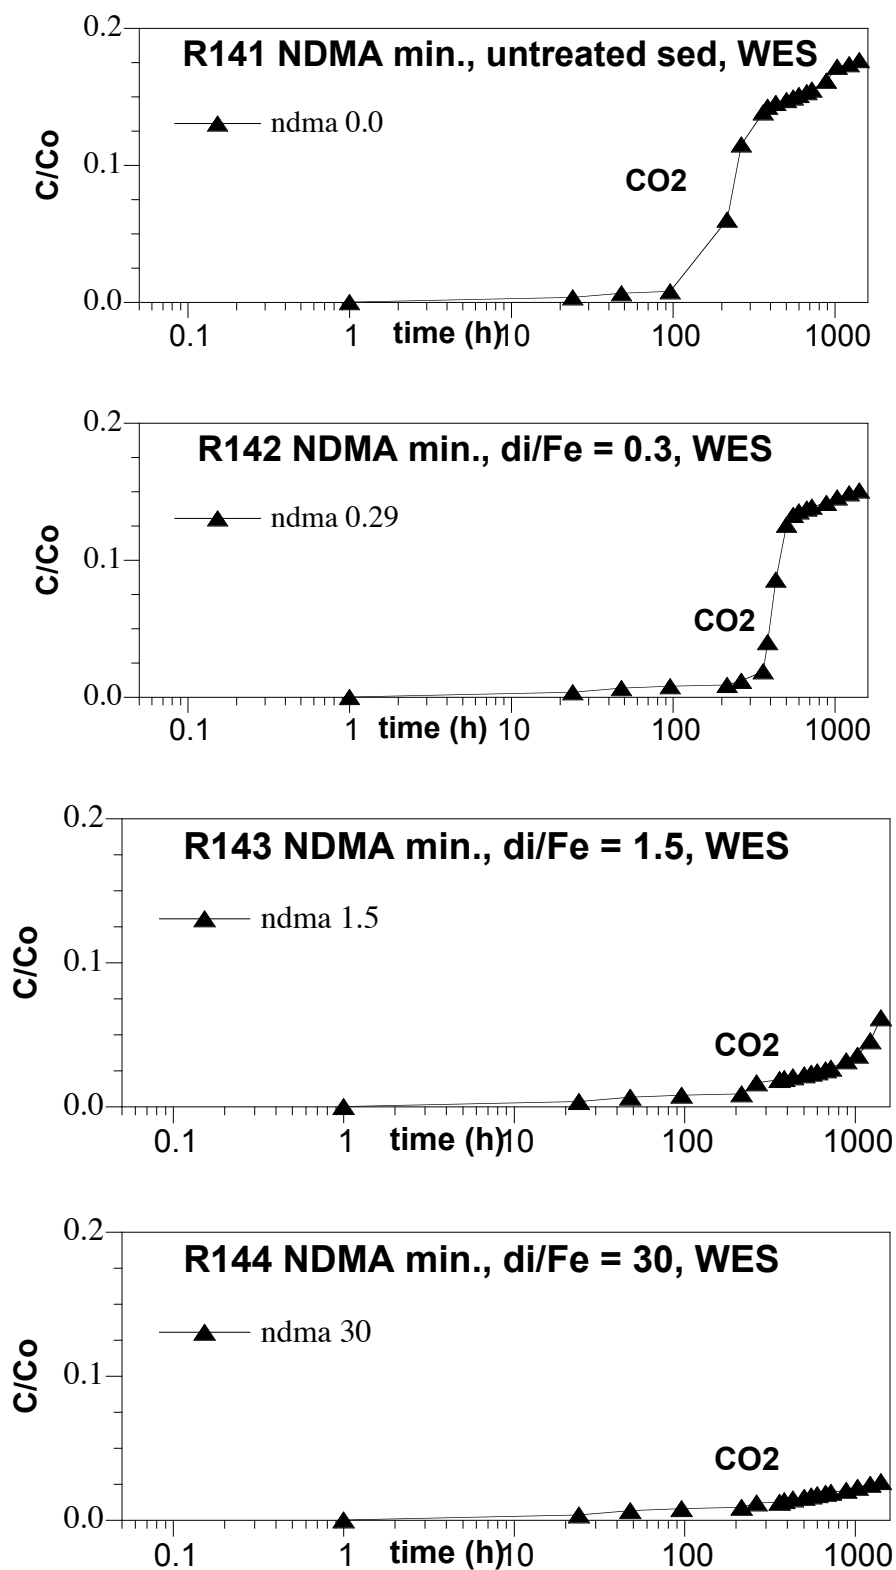 0.2
R141 NDMA min., untreated sed, WES
ndma 0.0
C/Co
0.1
CO2
0.0
0.1 1 time (h) 10 100 1000
0.2
R142 NDMA min., di/Fe = 0.3, WES
ndma 0.29
C/Co
0.1
CO2
0.0
0.1 1 time (h) 10 100 1000
0.2
R143 NDMA min., di/Fe = 1.5, WES
ndma 1.5
C/Co
0.1
CO2
0.0
0.1 1 time (h) 10 100 1000
0.2
R144 NDMA min., di/Fe = 30, WES
ndma 30
C/Co
0.1
CO2
0.0
0.1 1 time (h) 10 100 1000